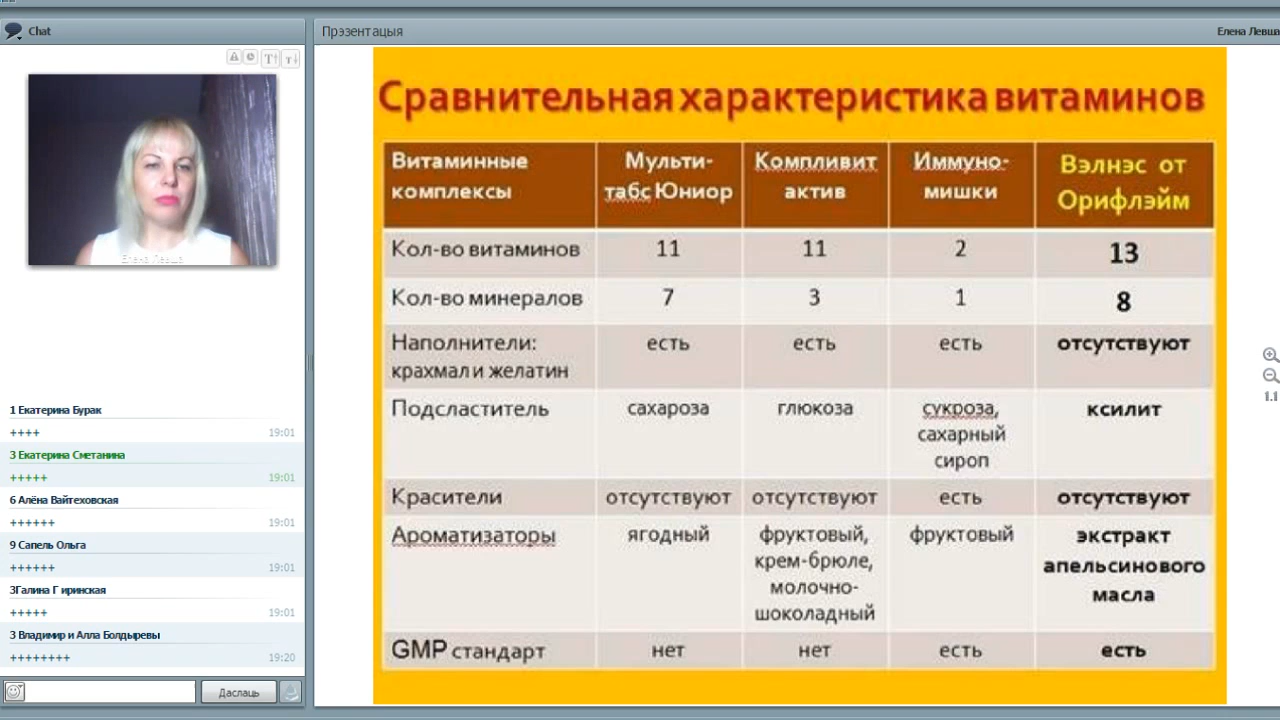 Chat
Елена Левша
1 Екатерина Бурак
++++ 19:01
3 Екатерина Сметанина
+++++ 19:01
6 Алёна Вайтеховская
++++++ 19:01
9 Сапель Ольга
++++++ 19:01
3Галина Г иринская
+++++ 19:01
3 Владимир и Алла Болдыревы
++++++++ 19:20
Даслаць
Прэзентацыя
Елена Левша
Сравнительная характеристика витаминов
Витаминные комплексы Мульти-табс Юниор Компливит актив Иммуно-мишки Вэлнэс от Орифлэйм
Кол-во витаминов 11 11 2 13
Кол-во минералов 7 3 1 8
Наполнители: крахмал и желатин есть есть есть отсутствуют
Подсластитель сахароза глюкоза сукроза, сахарный сироп ксилит
Красители отсутствуют отсутствуют есть отсутствуют
Ароматизаторы ягодный фруктовый, крем-брюле, молочно-шоколадный фруктовый экстракт апельсинового масла
GMP стандарт нет нет есть есть
1.1